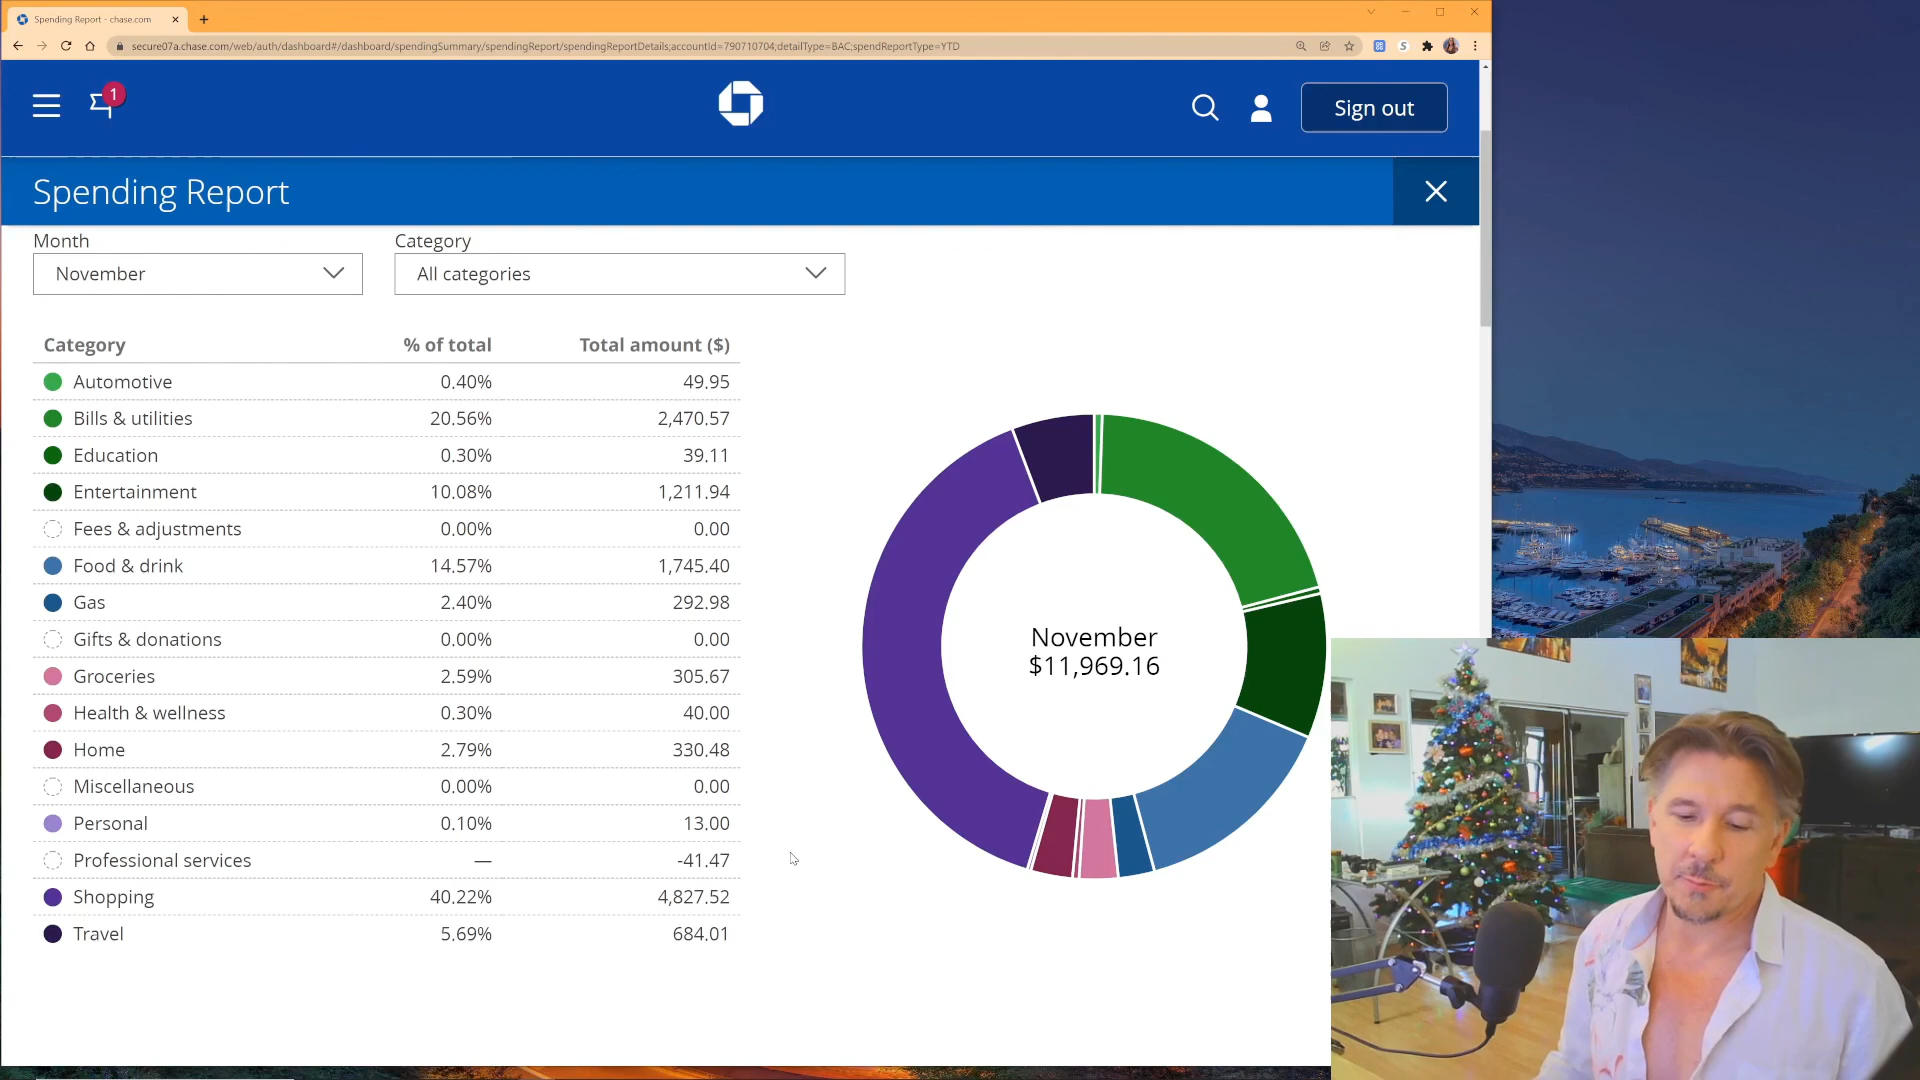 Spending Report - chase.com
secure07a.chase.com/web/auth/dashboard#/dashboard/spendingSummary/spendingReport/spendingReportDetails;accountId=790710704;detailType=BAC;spendReportType=YTD
1
Sign out
Spending Report
Month
Category
November
All categories
Category % of total Total amount ($)
Automotive 0.40% 49.95
Bills & utilities 20.56% 2,470.57
Education 0.30% 39.11
Entertainment 10.08% 1,211.94
Fees & adjustments 0.00% 0.00
Food & drink 14.57% 1,745.40
Gas 2.40% 292.98
Gifts & donations 0.00% 0.00
Groceries 2.59% 305.67
Health & wellness 0.30% 40.00
Home 2.79% 330.48
Miscellaneous 0.00% 0.00
Personal 0.10% 13.00
Professional services — -41.47
Shopping 40.22% 4,827.52
Travel 5.69% 684.01
November
$11,969.16